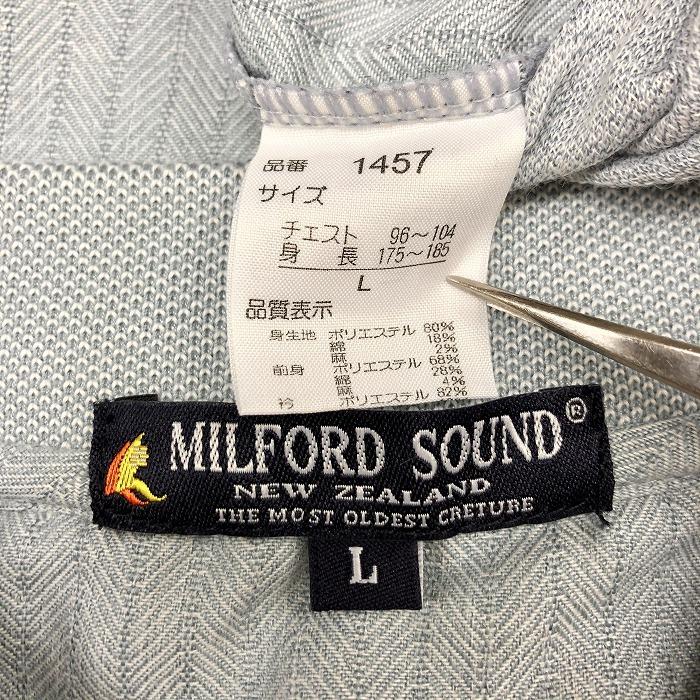 品番 1457
サイズ
チェスト 96～104
身長 175～185
L
品質表示
身生地 ポリエステル 80%
綿 18%
麻 2%
前身 ポリエステル 68%
綿 28%
麻 4%
衿 ポリエステル 82%
MILFORD SOUND®
NEW ZEALAND
THE MOST OLDEST CRETURE
L